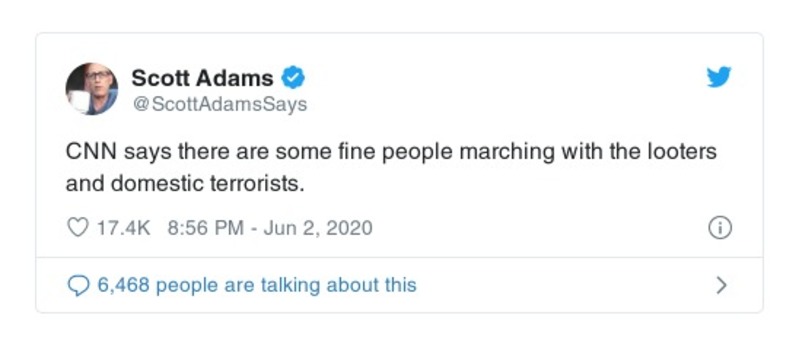 Scott Adams
@ScottAdamsSays
CNN says there are some fine people marching with the looters
and domestic terrorists.
17.4K 8:56 PM - Jun 2, 2020
6,468 people are talking about this